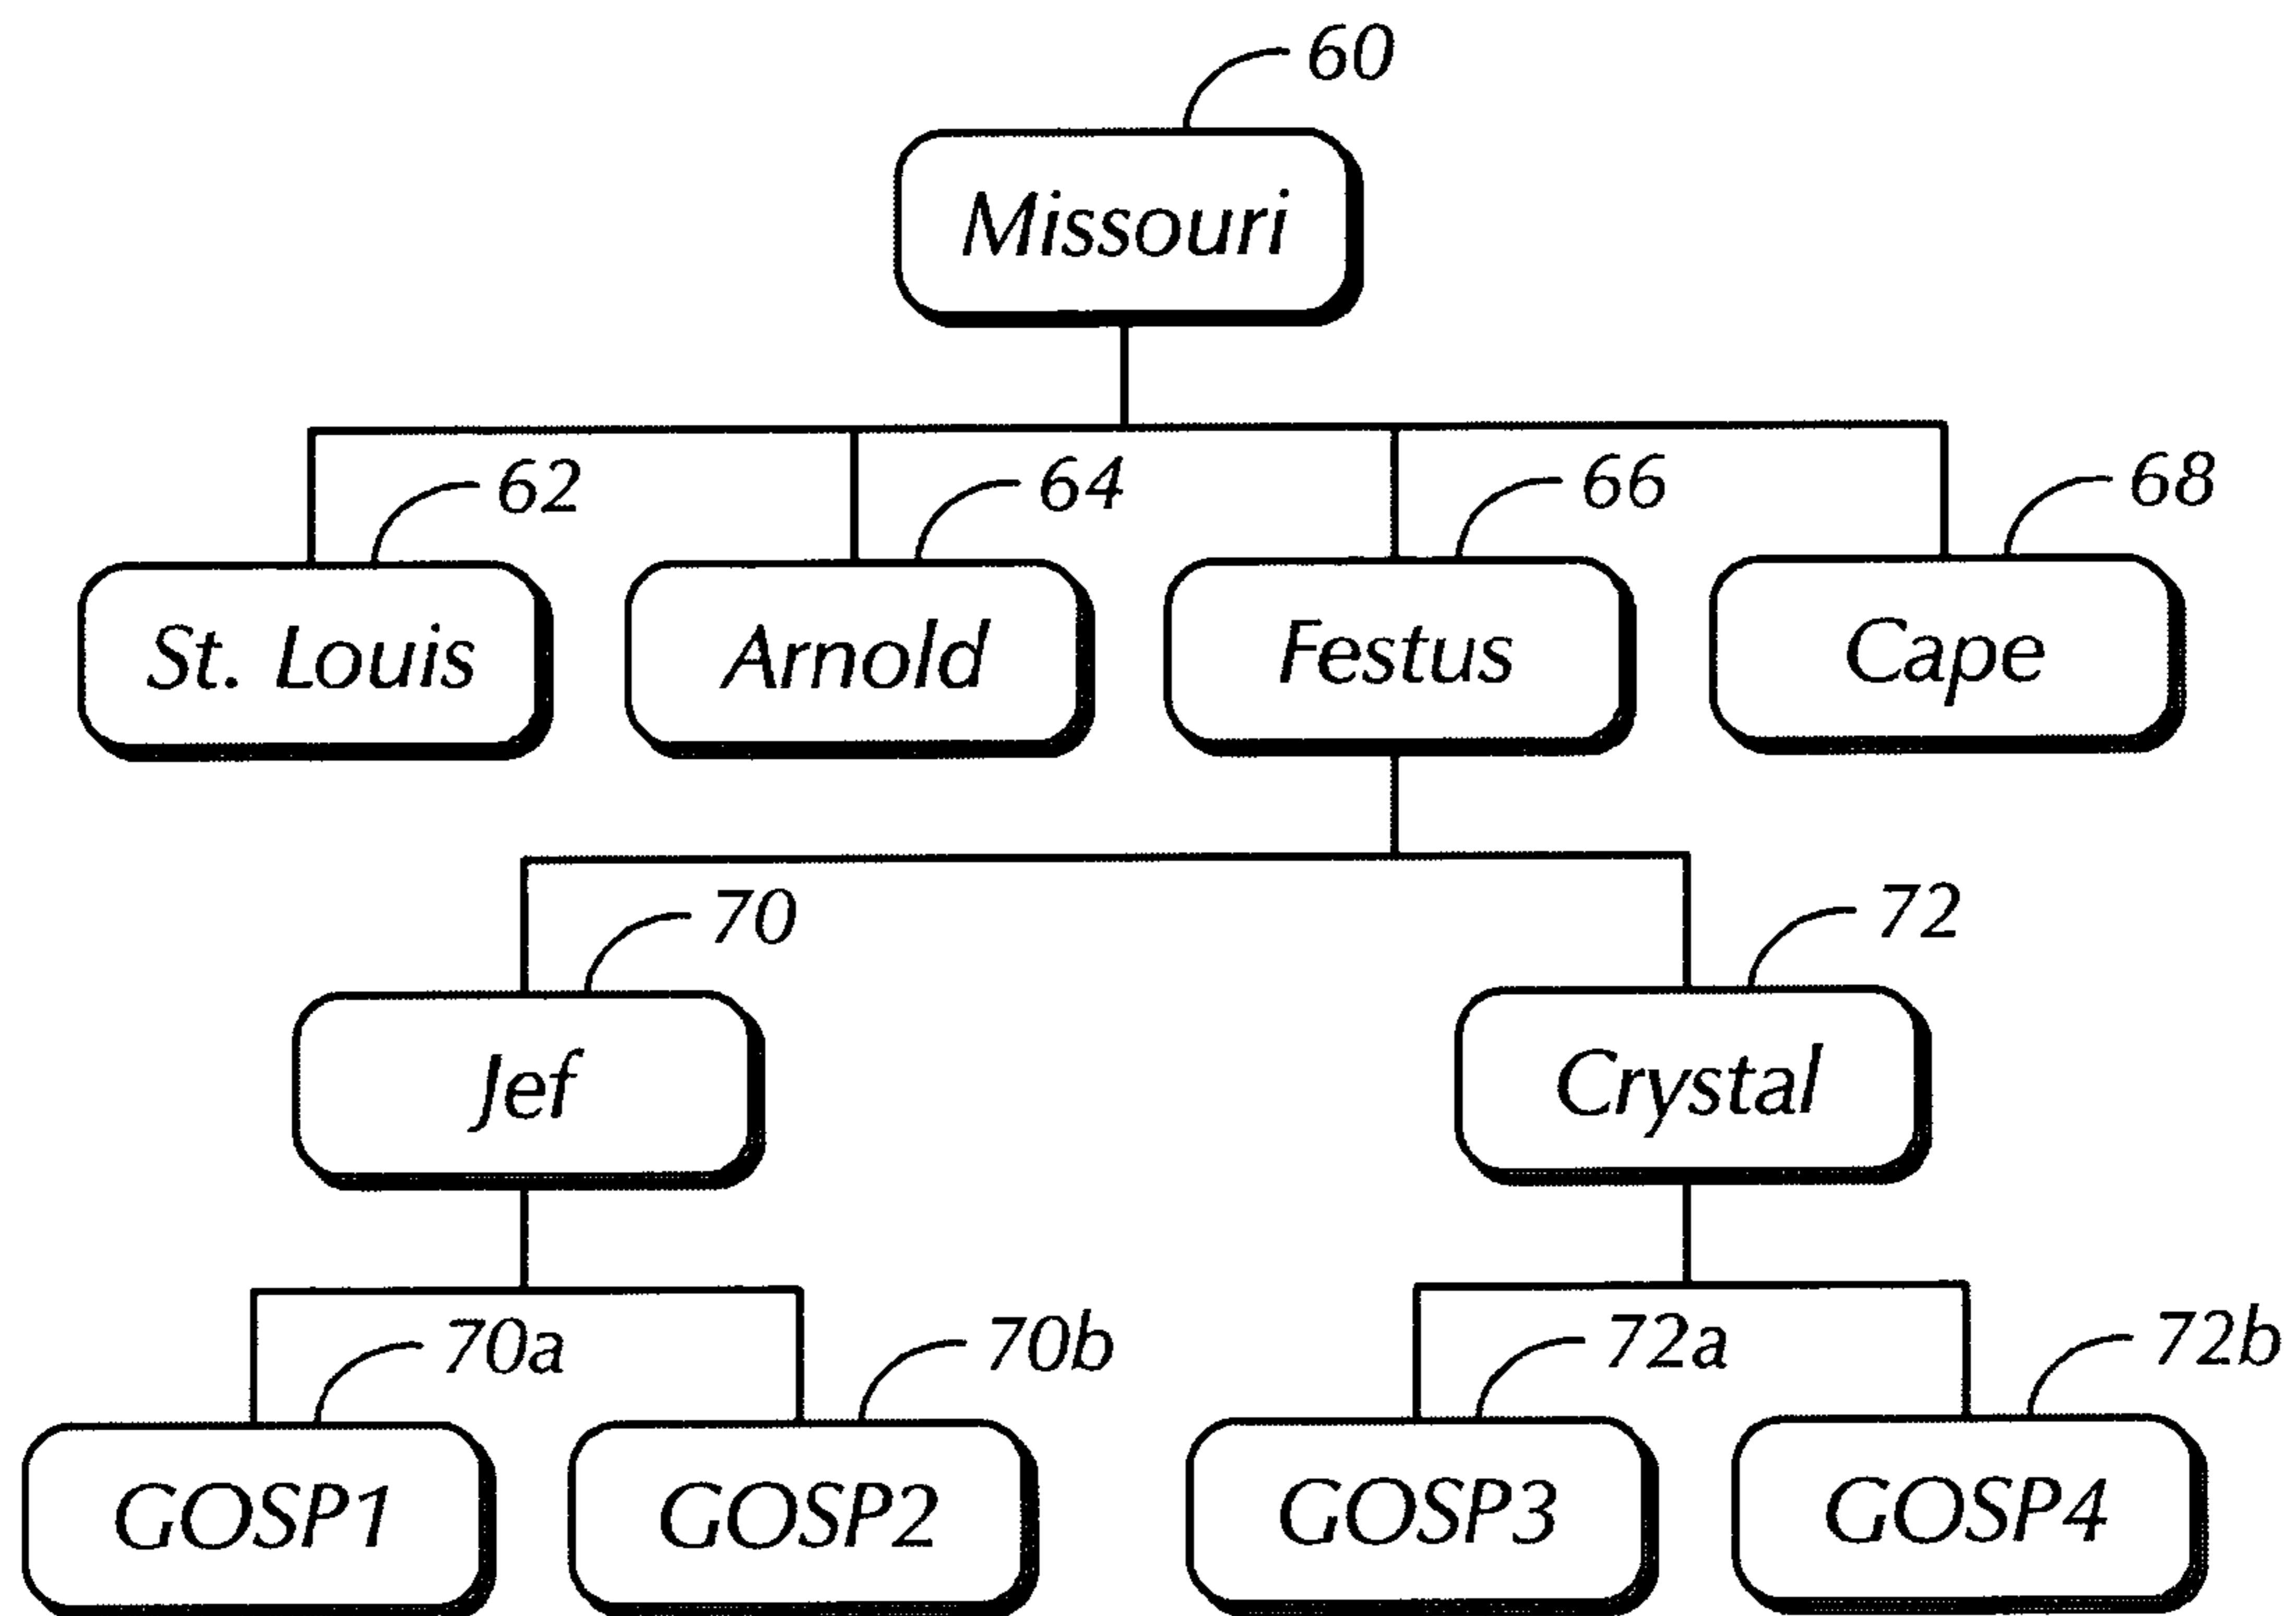 60
Missouri
62 64 66 68
St. Louis Arnold Festus Cape
70 72
Jef Crystal
70a 70b 72a 72b
GOSP1 GOSP2 GOSP3 GOSP4